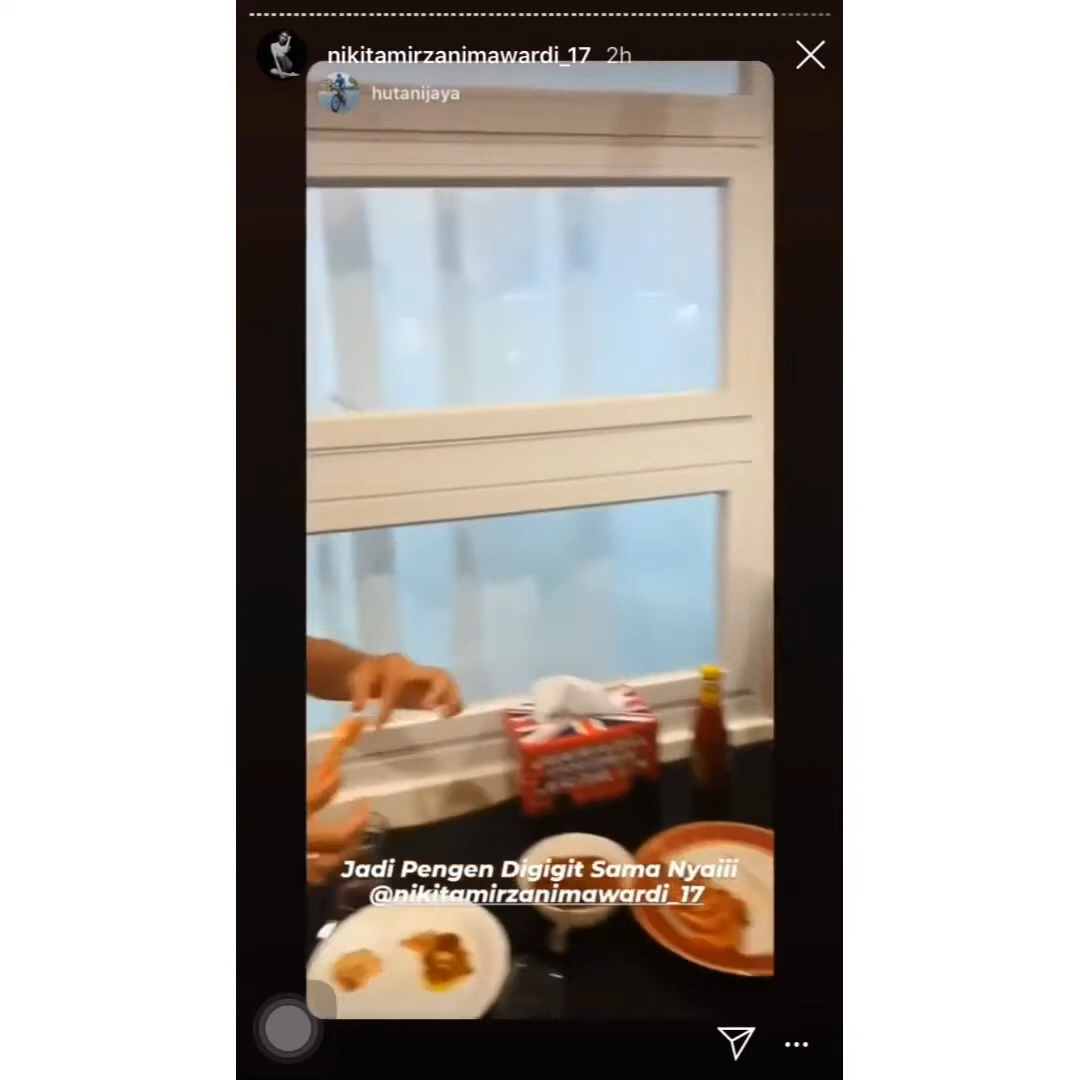 nikitamirzanimawardi_17 2h
hutanijaya
Jadi Pengen Digigit Sama Nyaiii
@nikitamirzanimawardi_17